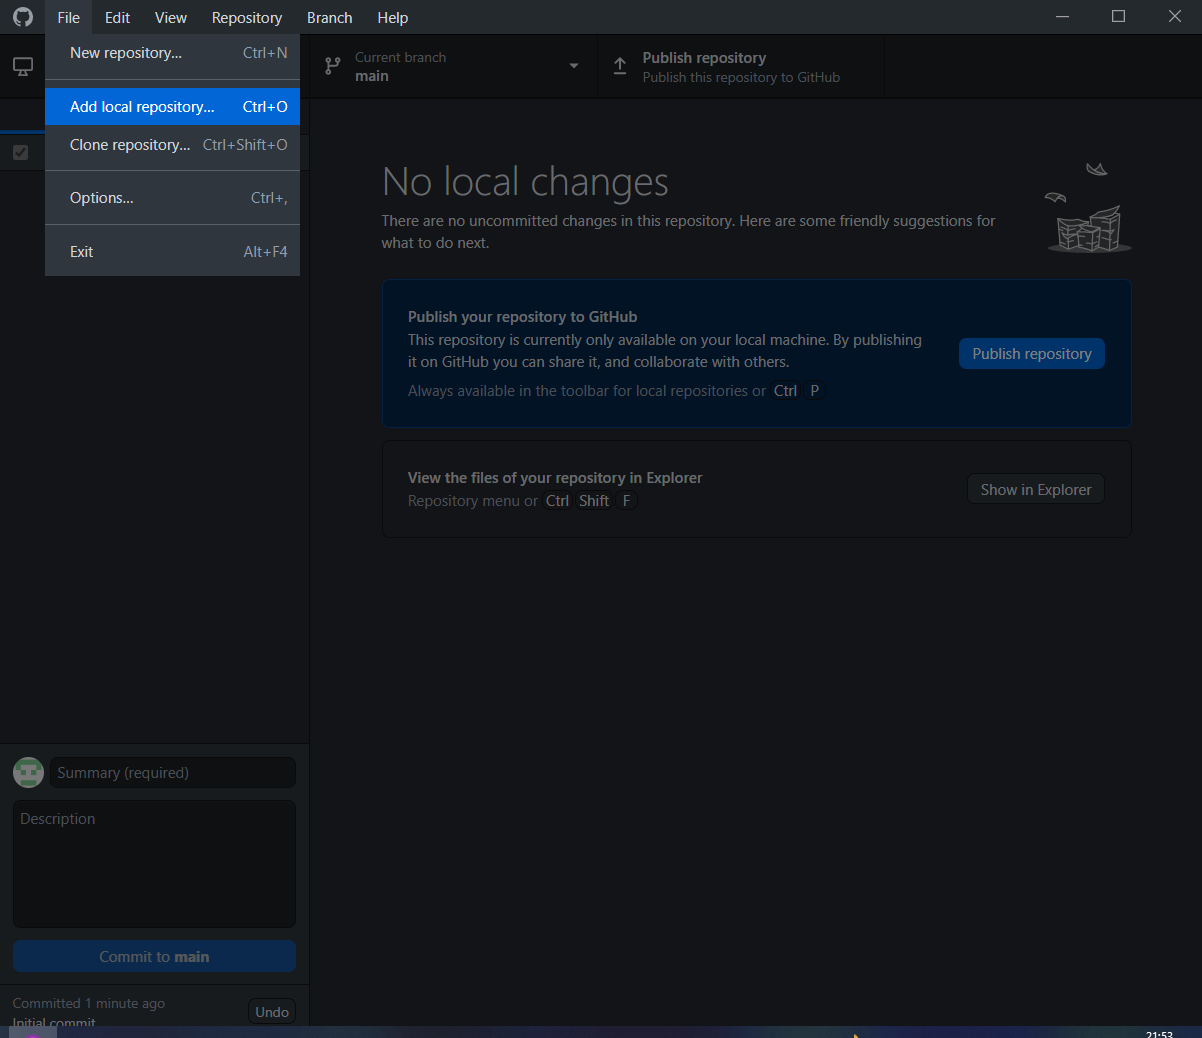 File Edit View Repository Branch Help
New repository... Ctrl+N
Add local repository... Ctrl+O
Clone repository... Ctrl+Shift+O
Options... Ctrl+,
Exit Alt+F4
Current branch
main
Publish repository
Publish this repository to GitHub
No local changes
There are no uncommitted changes in this repository. Here are some friendly suggestions for
what to do next.
Publish your repository to GitHub
This repository is currently only available on your local machine. By publishing
it on GitHub you can share it, and collaborate with others.
Always available in the toolbar for local repositories or Ctrl P
Publish repository
View the files of your repository in Explorer
Repository menu or Ctrl Shift F
Show in Explorer
Summary (required)
Description
Commit to main
Committed 1 minute ago
Initial commit
Undo
21:53